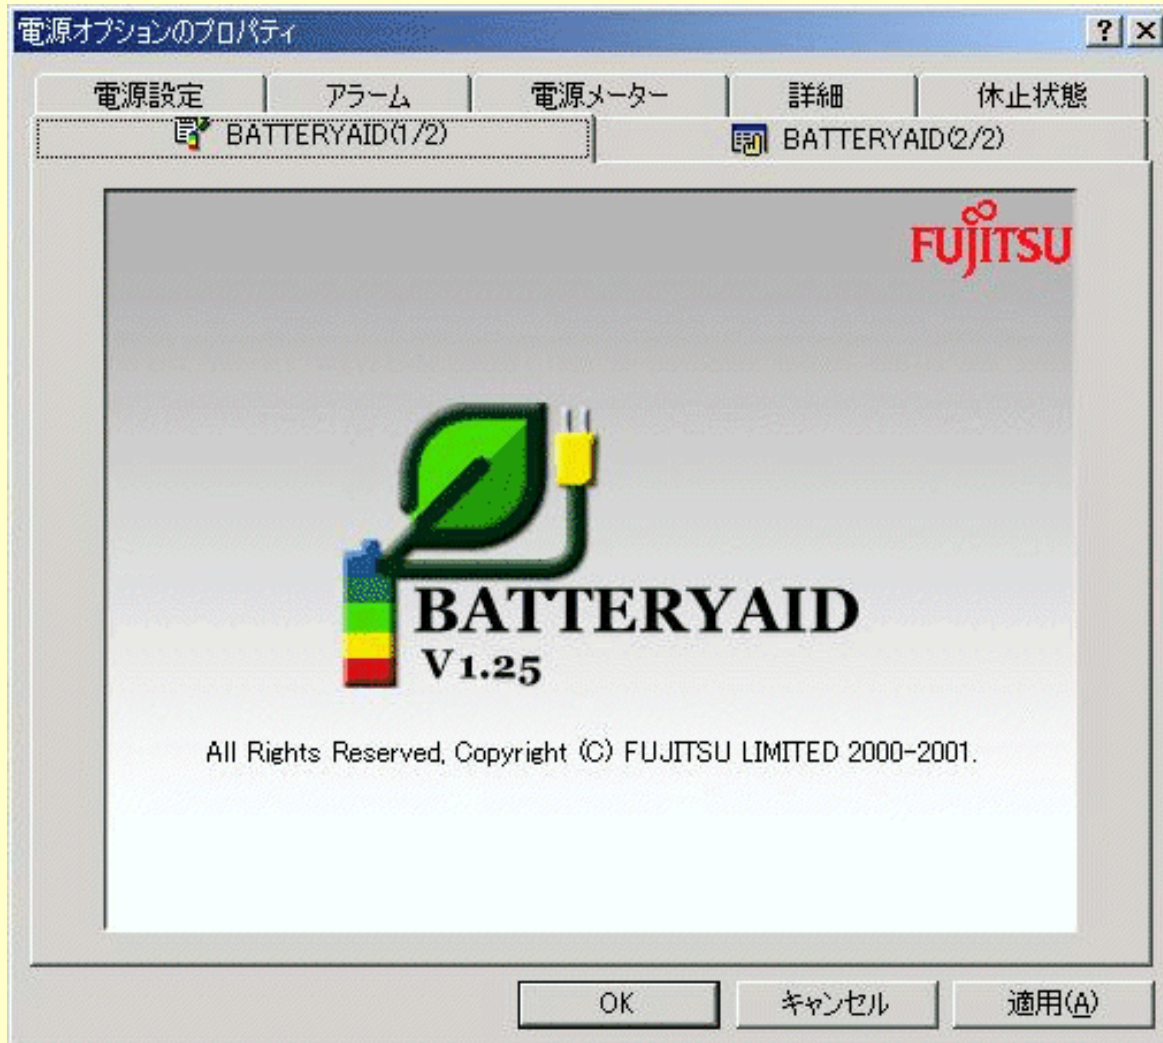 電源オプションのプロパティ
電源設定 アラーム 電源メーター 詳細 休止状態
BATTERYAID(1/2) BATTERYAID(2/2)
FUJITSU
BATTERYAID
V1.25
All Rights Reserved, Copyright (C) FUJITSU LIMITED 2000-2001.
OK キャンセル 適用(A)